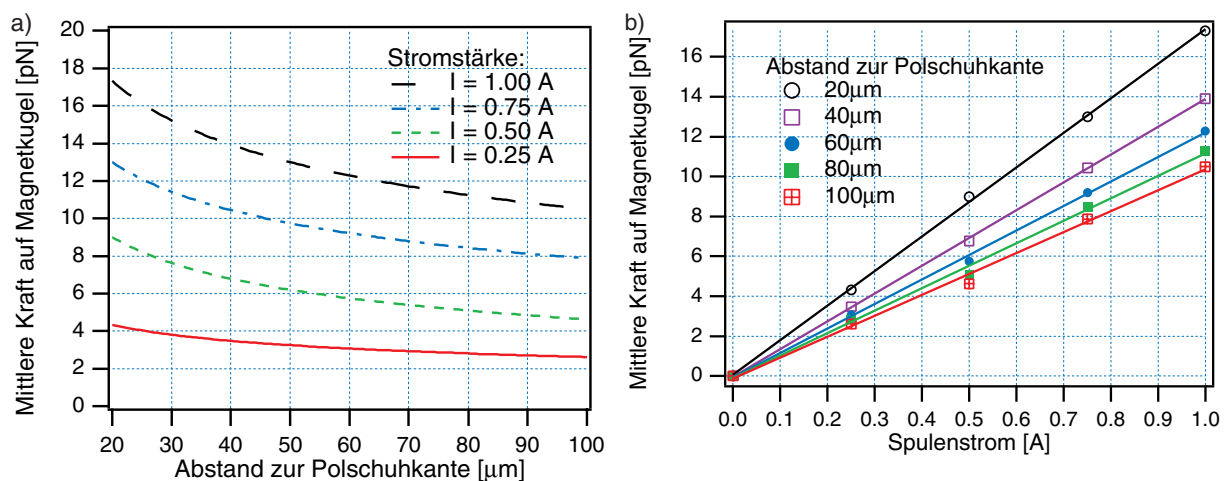 a)
Mittlere Kraft auf Magnetkugel [pN]
20
18
16
14
12
10
8
6
4
2
0
Stromstärke:
I = 1.00 A
I = 0.75 A
I = 0.50 A
I = 0.25 A
20 30 40 50 60 70 80 90 100
Abstand zur Polschuhkante [µm]
b)
Mittlere Kraft auf Magnetkugel [pN]
16
14
12
10
8
6
4
2
0
Abstand zur Polschuhkante
20µm
40µm
60µm
80µm
100µm
0.0 0.1 0.2 0.3 0.4 0.5 0.6 0.7 0.8 0.9 1.0
Spulenstrom [A]